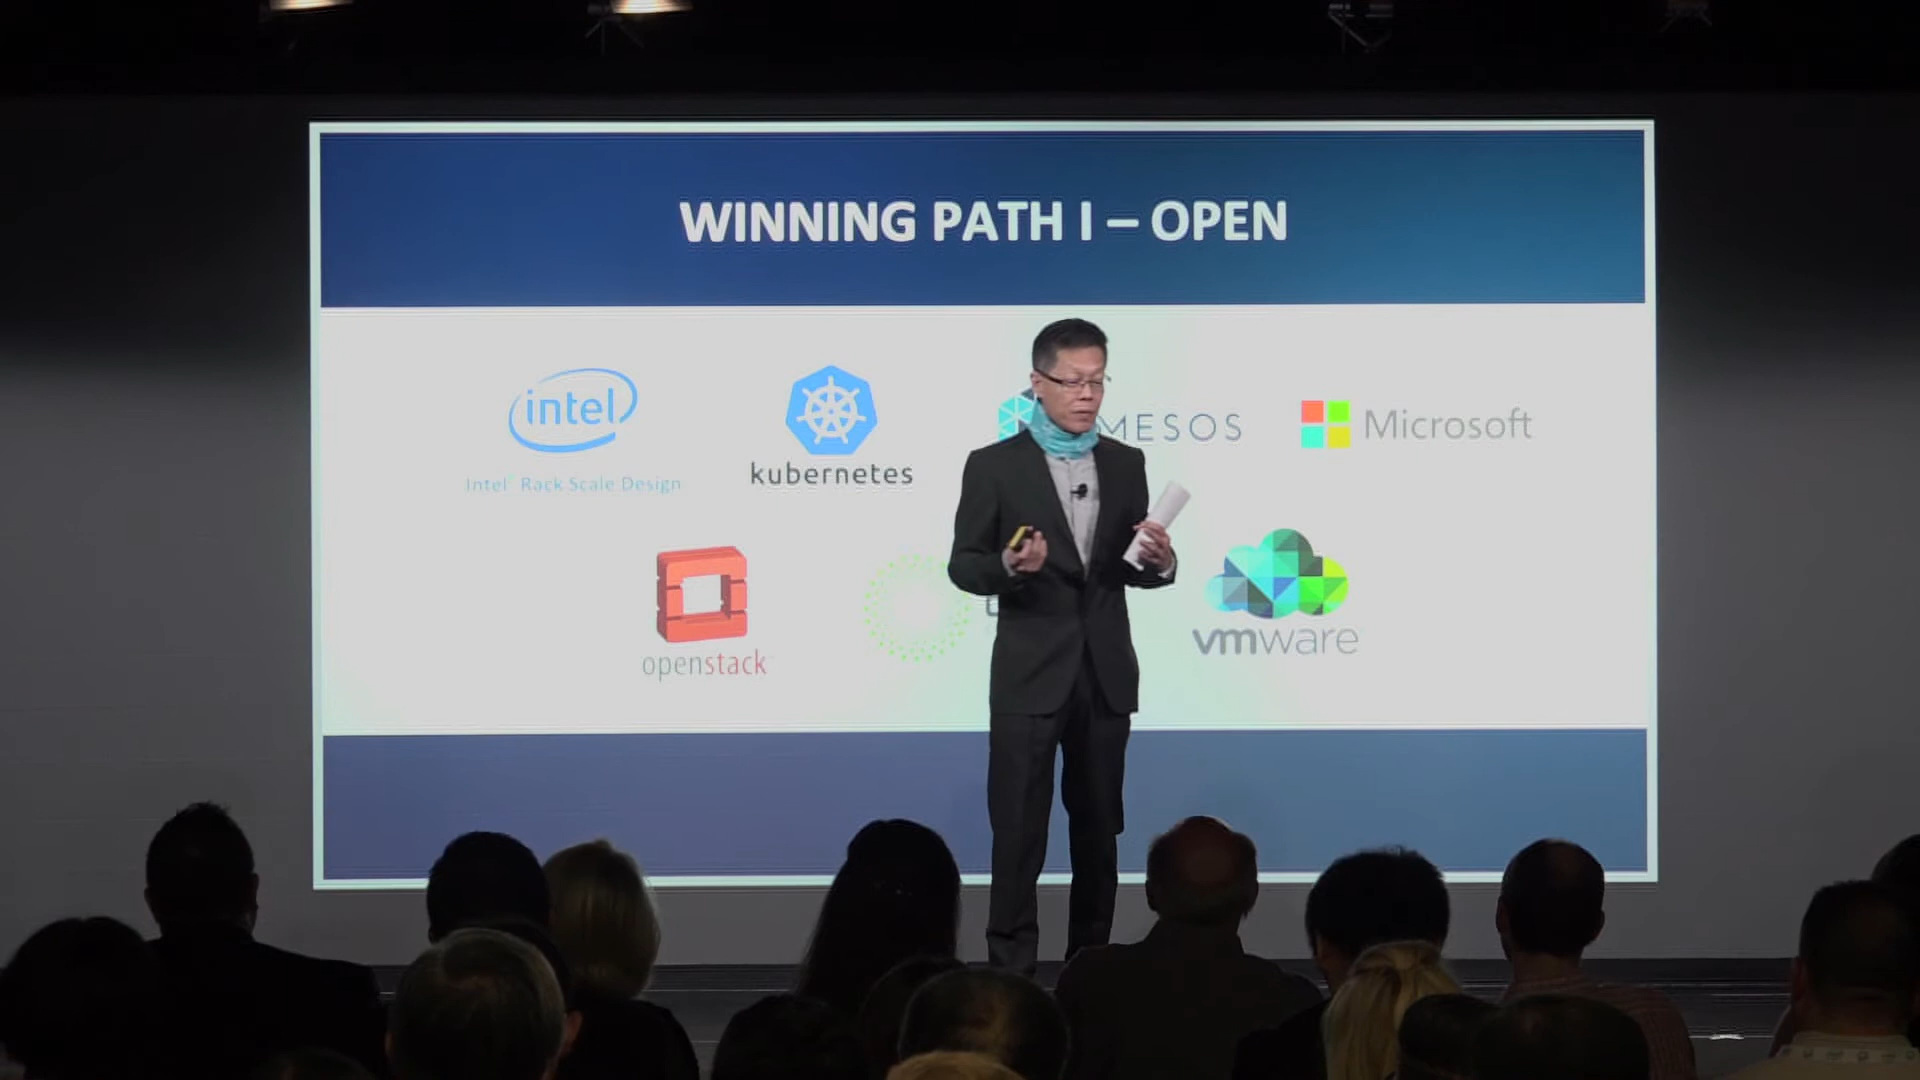 WINNING PATH I – OPEN
intel
Intel® Rack Scale Design
kubernetes
MESOS
Microsoft
openstack
vmware